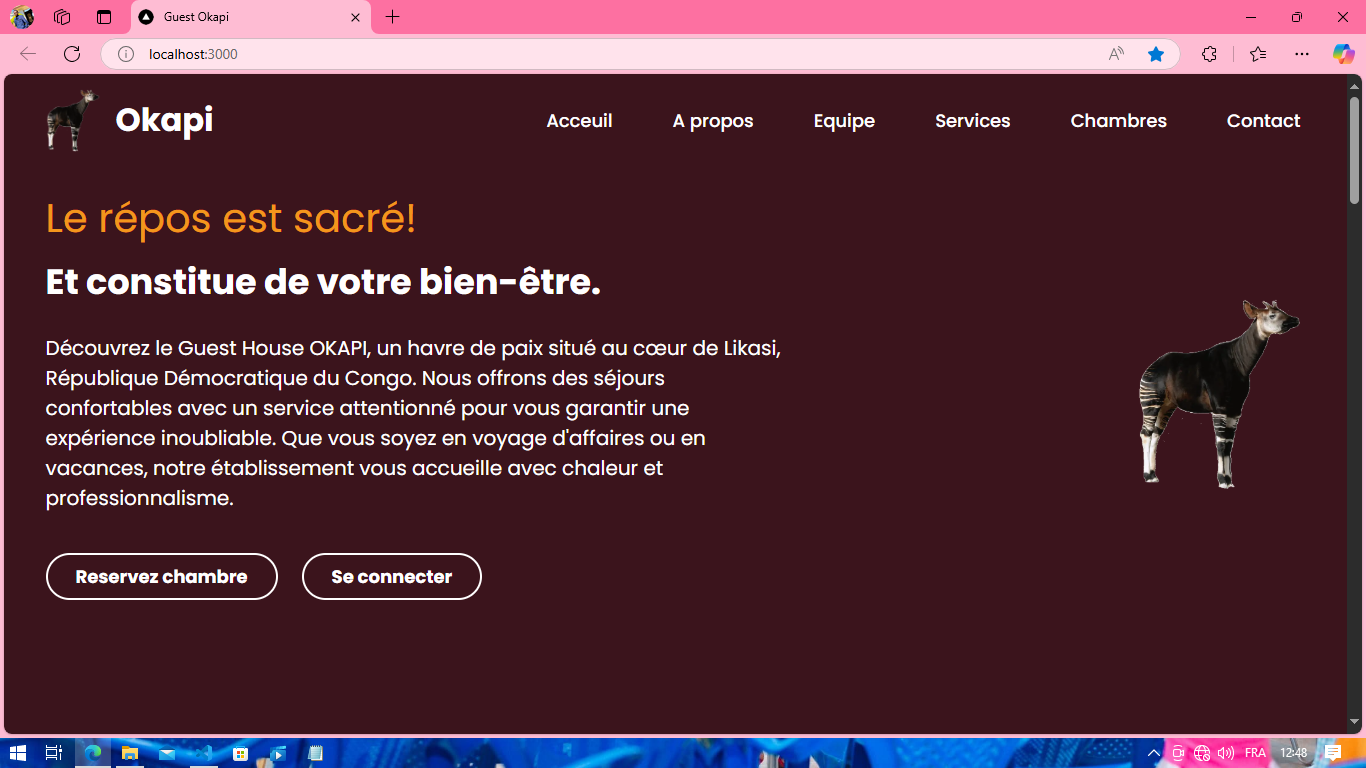 Guest Okapi
localhost:3000
Okapi
Acceuil
A propos
Equipe
Services
Chambres
Contact
Le répos est sacré!
Et constitue de votre bien-être.
Découvrez le Guest House OKAPI, un havre de paix situé au cœur de Likasi,
République Démocratique du Congo. Nous offrons des séjours
confortables avec un service attentionné pour vous garantir une
expérience inoubliable. Que vous soyez en voyage d'affaires ou en
vacances, notre établissement vous accueille avec chaleur et
professionnalisme.
Reservez chambre
Se connecter
FRA
12:48